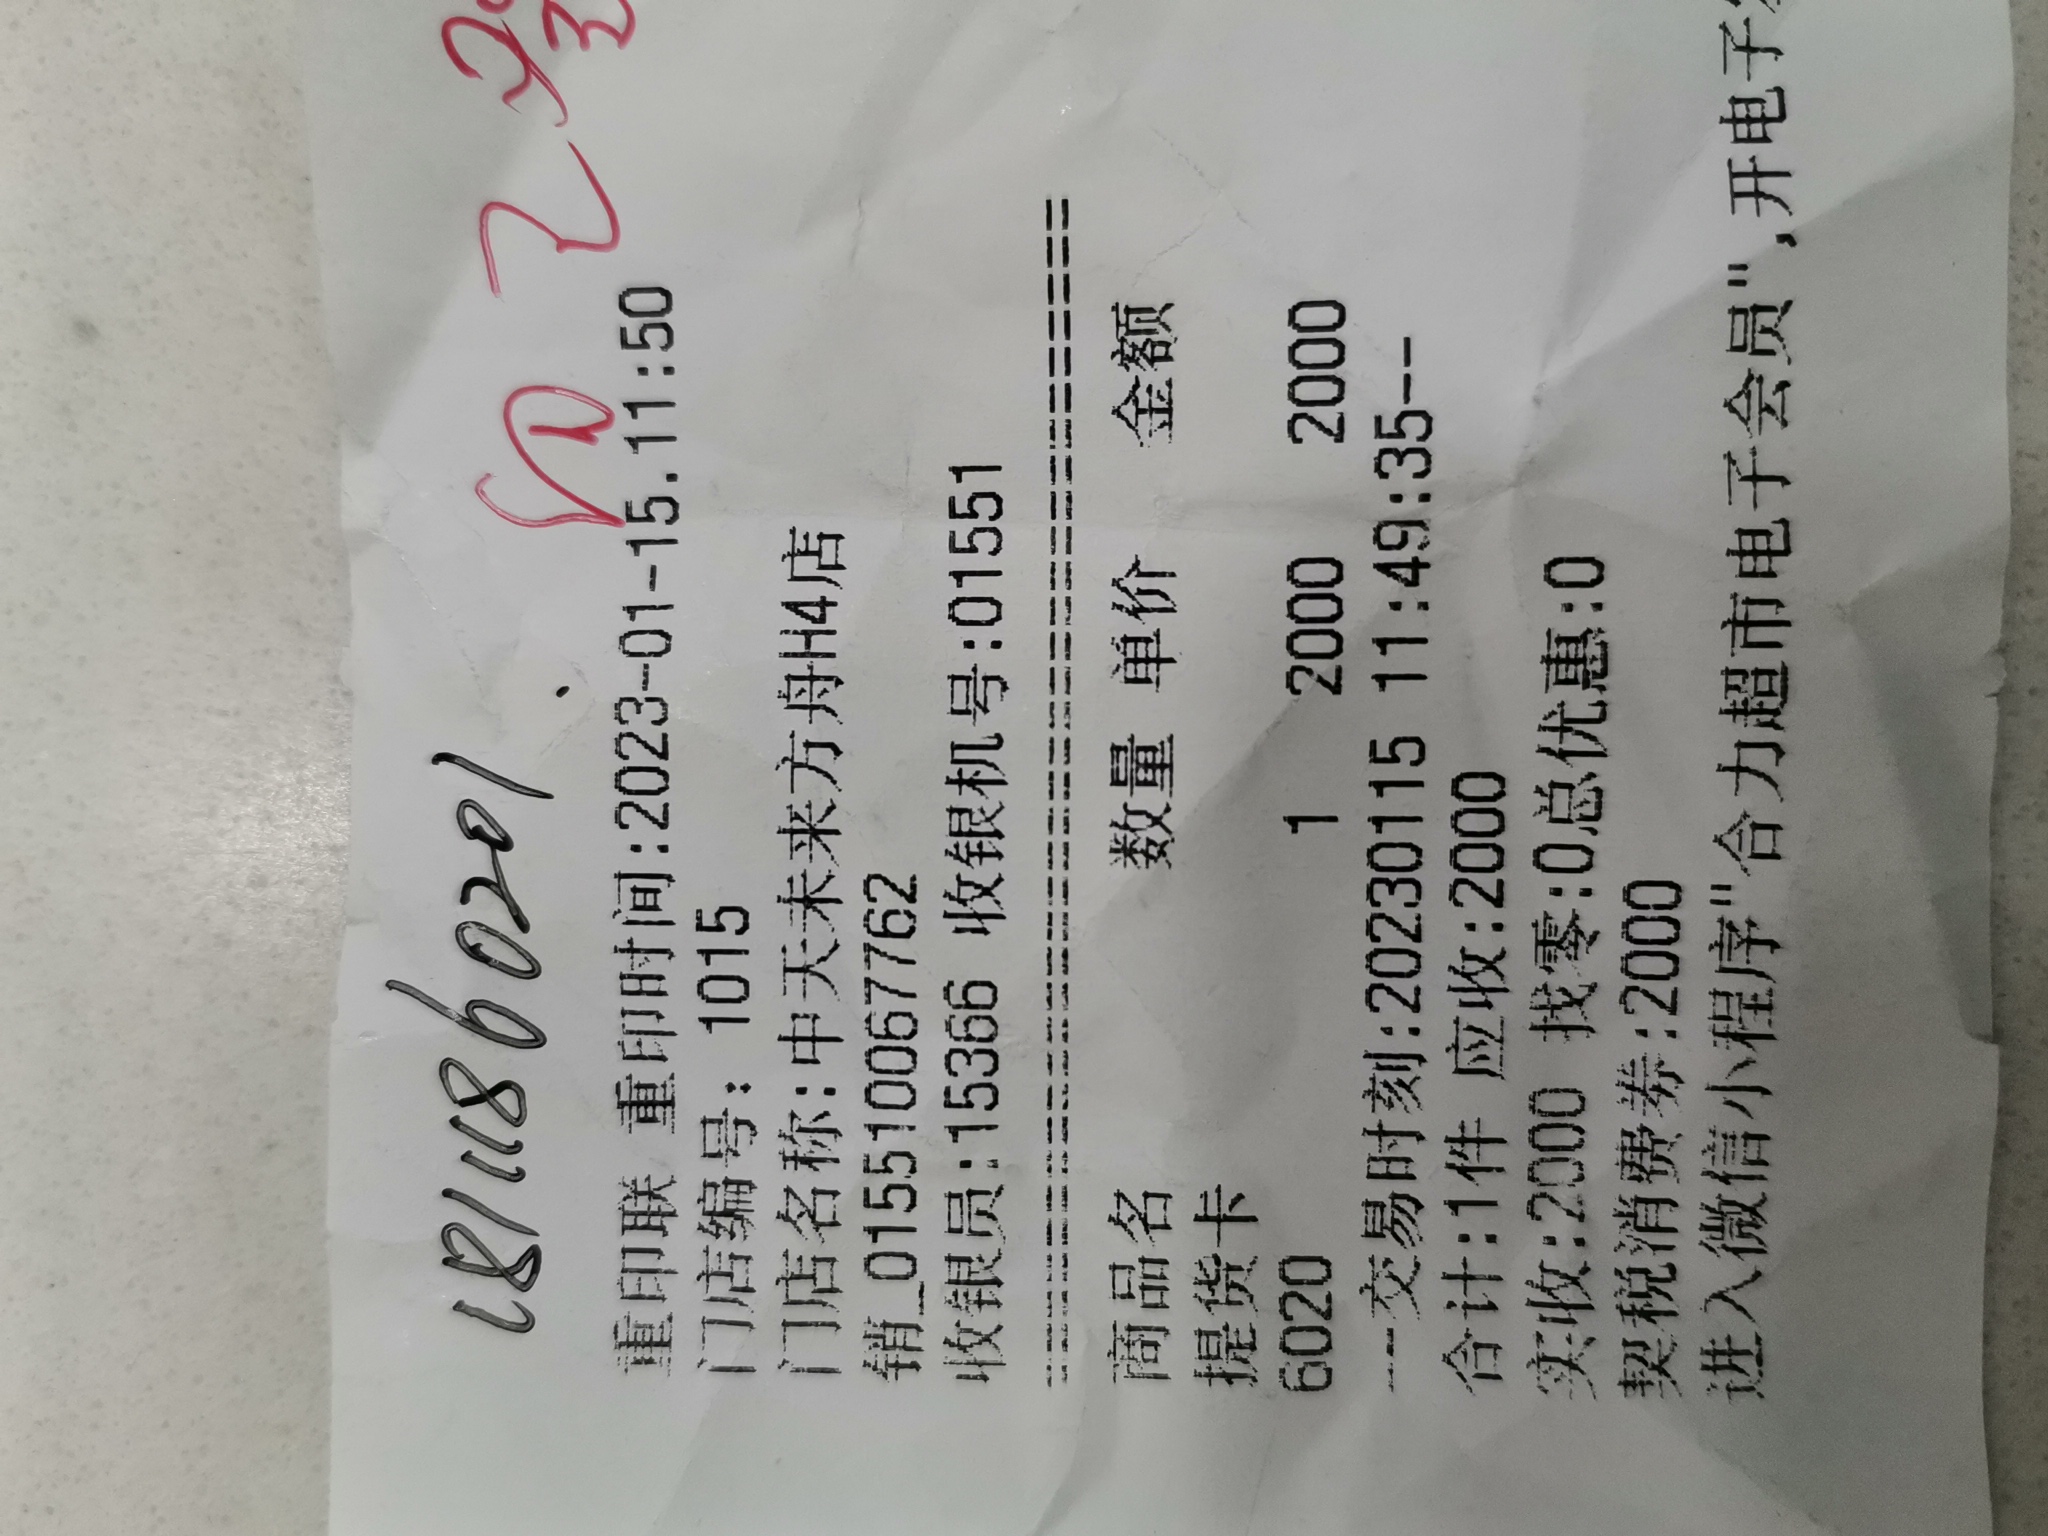 18111860201
重印联 重印时间:2023-01-15.11:50
门店编号: 1015
门店名称:中天未来方舟H4店
销_0155100677762
收银员:15366 收银机号:01551
================================
商品名 数量 单价 金额
提货卡
6020 1 2000 2000
---交易时刻:20230115 11:49:35--
合计:1件 应收:2000
实收:2000 找零:0总优惠:0
契税消费券:2000
进入微信小程序"合力超市电子会员",开电子